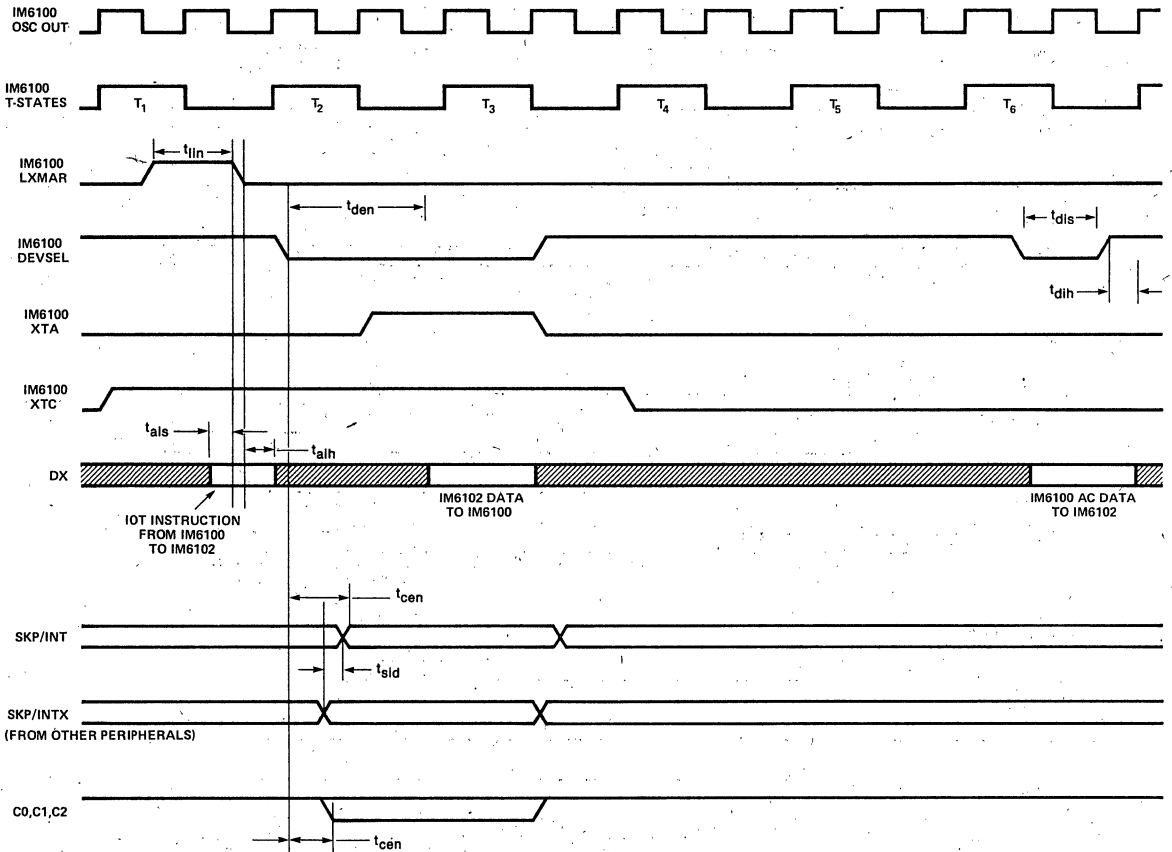 IM6100
OSC OUT
IM6100
T-STATES
T1
T2
T3
T4
T5
T6
IM6100
LXMAR
tlin
tden
IM6100
DEVSEL
tdis
tdih
IM6100
XTA
IM6100
XTC
tals
talh
DX
IOT INSTRUCTION
FROM IM6100
TO IM6102
IM6102 DATA
TO IM6100
IM6100 AC DATA
TO IM6102
tcen
SKP/INT
tsid
SKP/INTX
(FROM OTHER PERIPHERALS)
C0,C1,C2
tcen